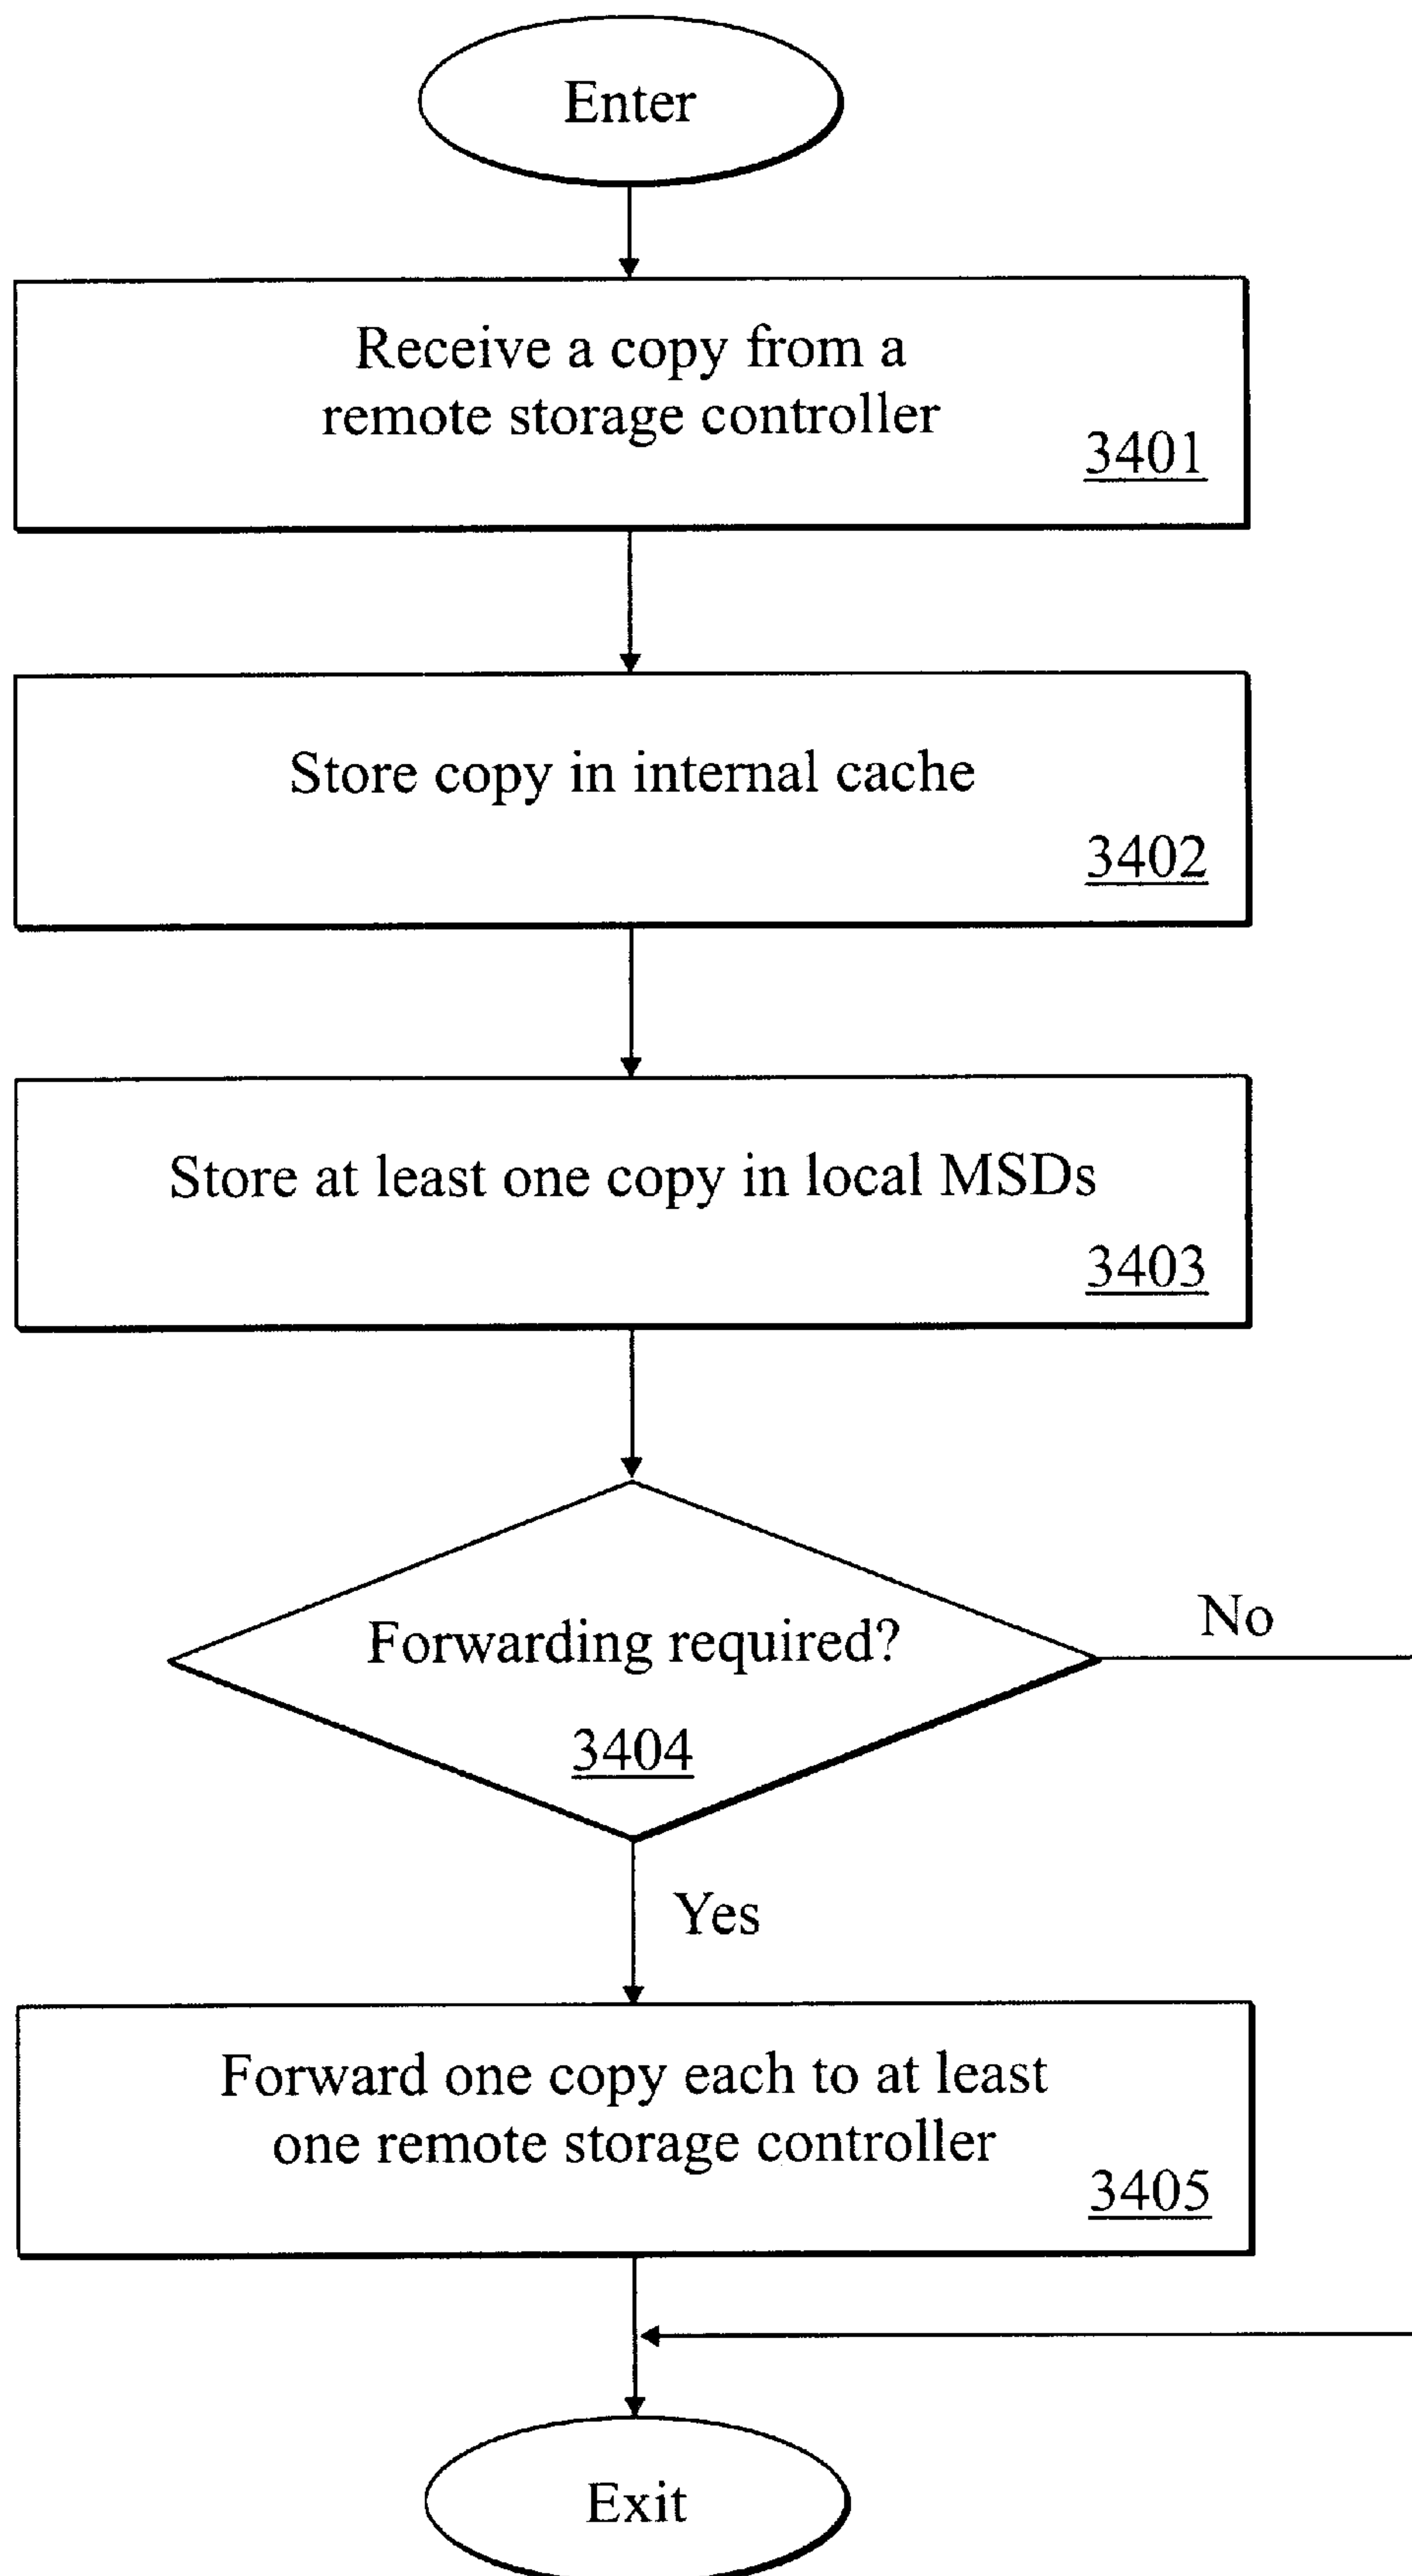 Enter
Receive a copy from a
remote storage controller
3401
Store copy in internal cache
3402
Store at least one copy in local MSDs
3403
Forwarding required?
No
3404
Yes
Forward one copy each to at least
one remote storage controller
3405
Exit